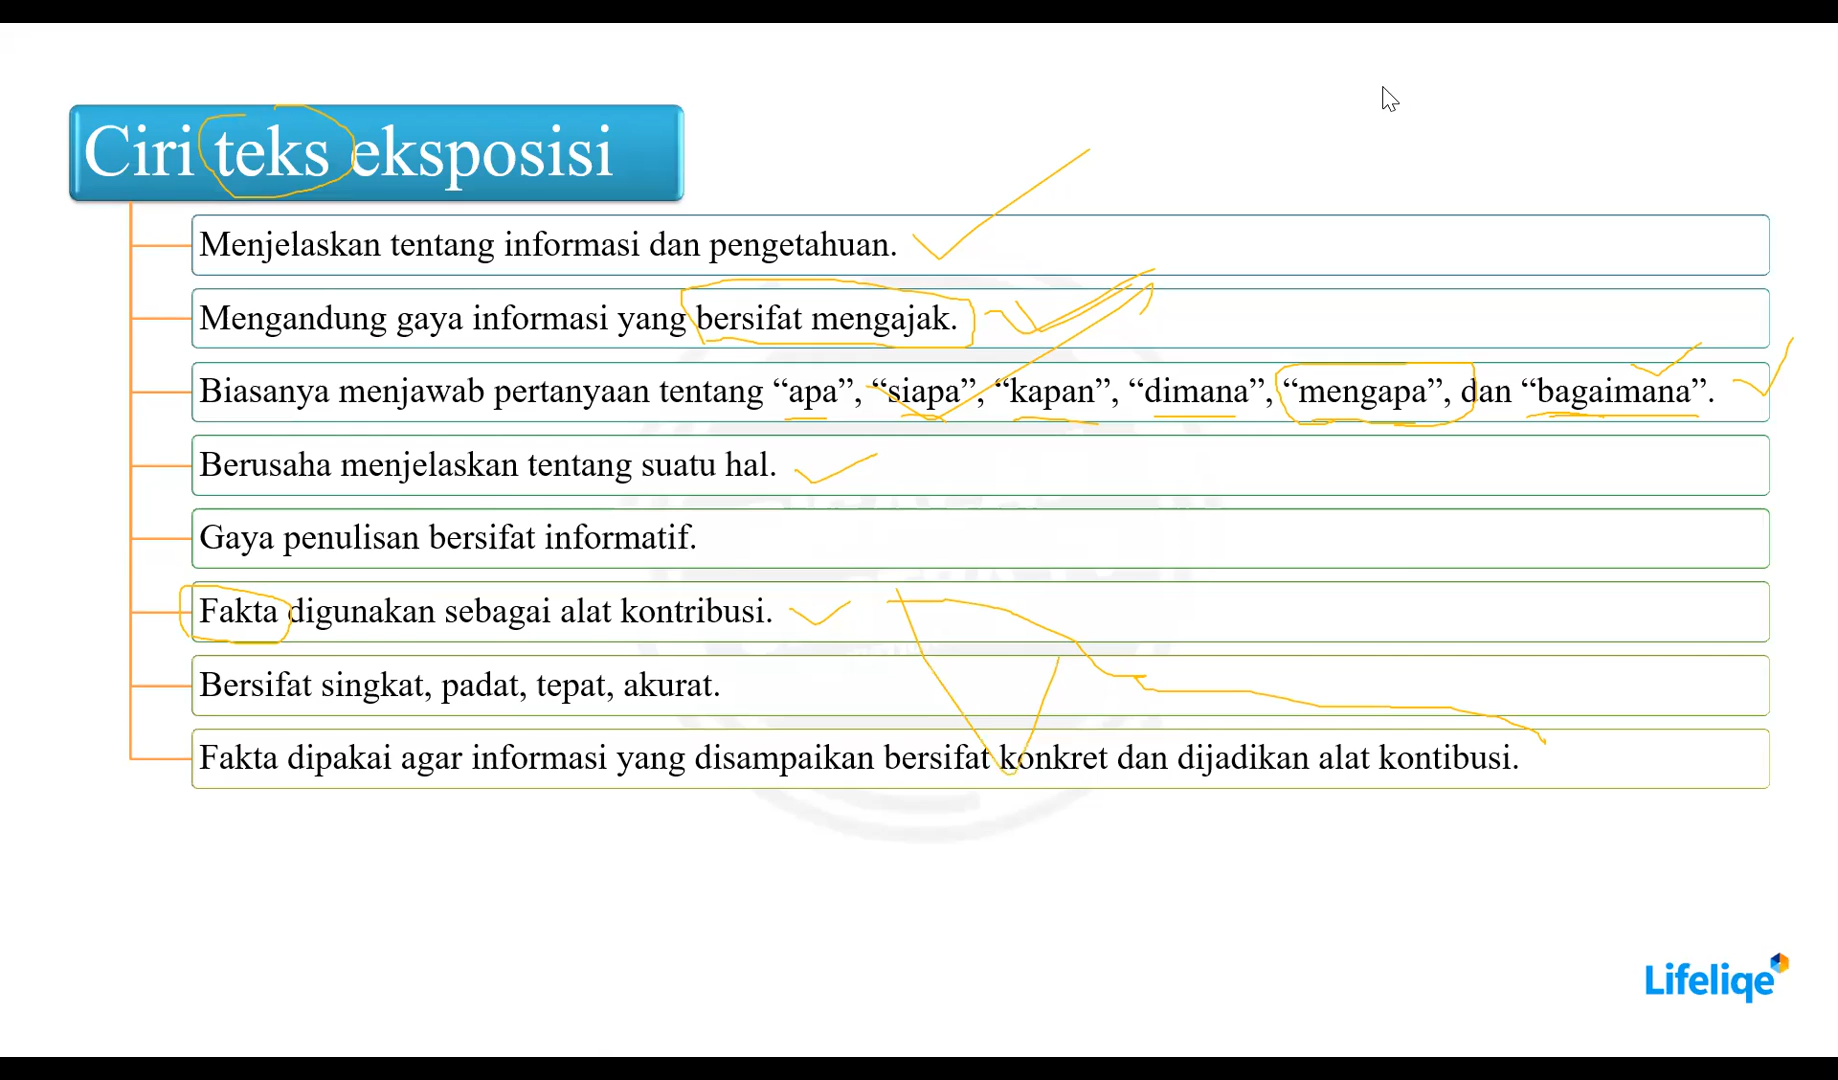 Ciri teks eksposisi
Menjelaskan tentang informasi dan pengetahuan.
Mengandung gaya informasi yang bersifat mengajak.
Biasanya menjawab pertanyaan tentang “apa”, “siapa”, “kapan”, “dimana”, “mengapa”, dan “bagaimana”.
Berusaha menjelaskan tentang suatu hal.
Gaya penulisan bersifat informatif.
Fakta digunakan sebagai alat kontribusi.
Bersifat singkat, padat, tepat, akurat.
Fakta dipakai agar informasi yang disampaikan bersifat konkret dan dijadikan alat kontibusi.
Lifeliqe